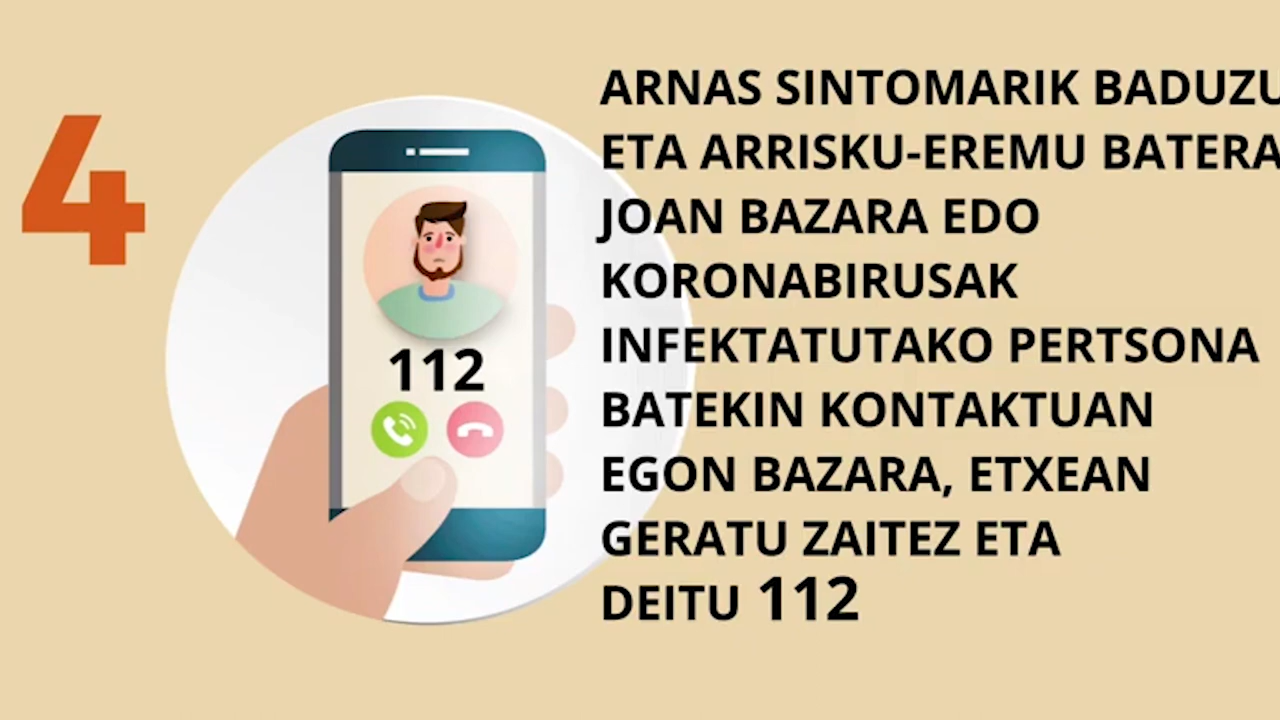 4
112
ARNAS SINTOMARIK BADUZU
ETA ARRISKU-EREMU BATERA
JOAN BAZARA EDO
KORONABIRUSAK
INFEKTATUTAKO PERTSONA
BATEKIN KONTAKTUAN
EGON BAZARA, ETXEAN
GERATU ZAITEZ ETA
DEITU 112